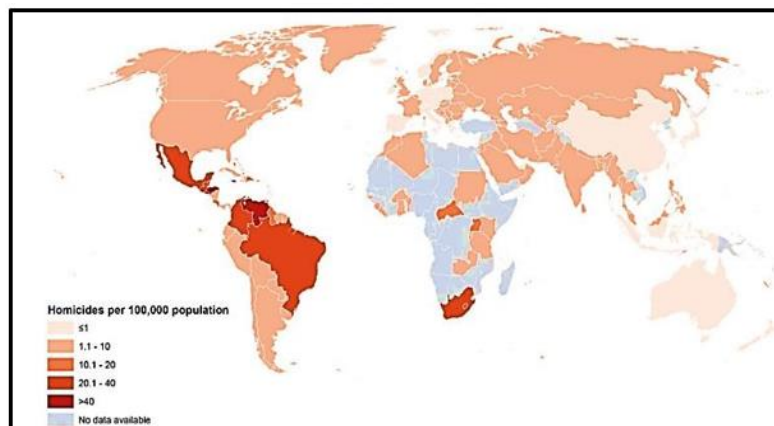 Homicides per 100,000 population
≤1
1.1 - 10
10.1 - 20
20.1 - 40
>40
No data available